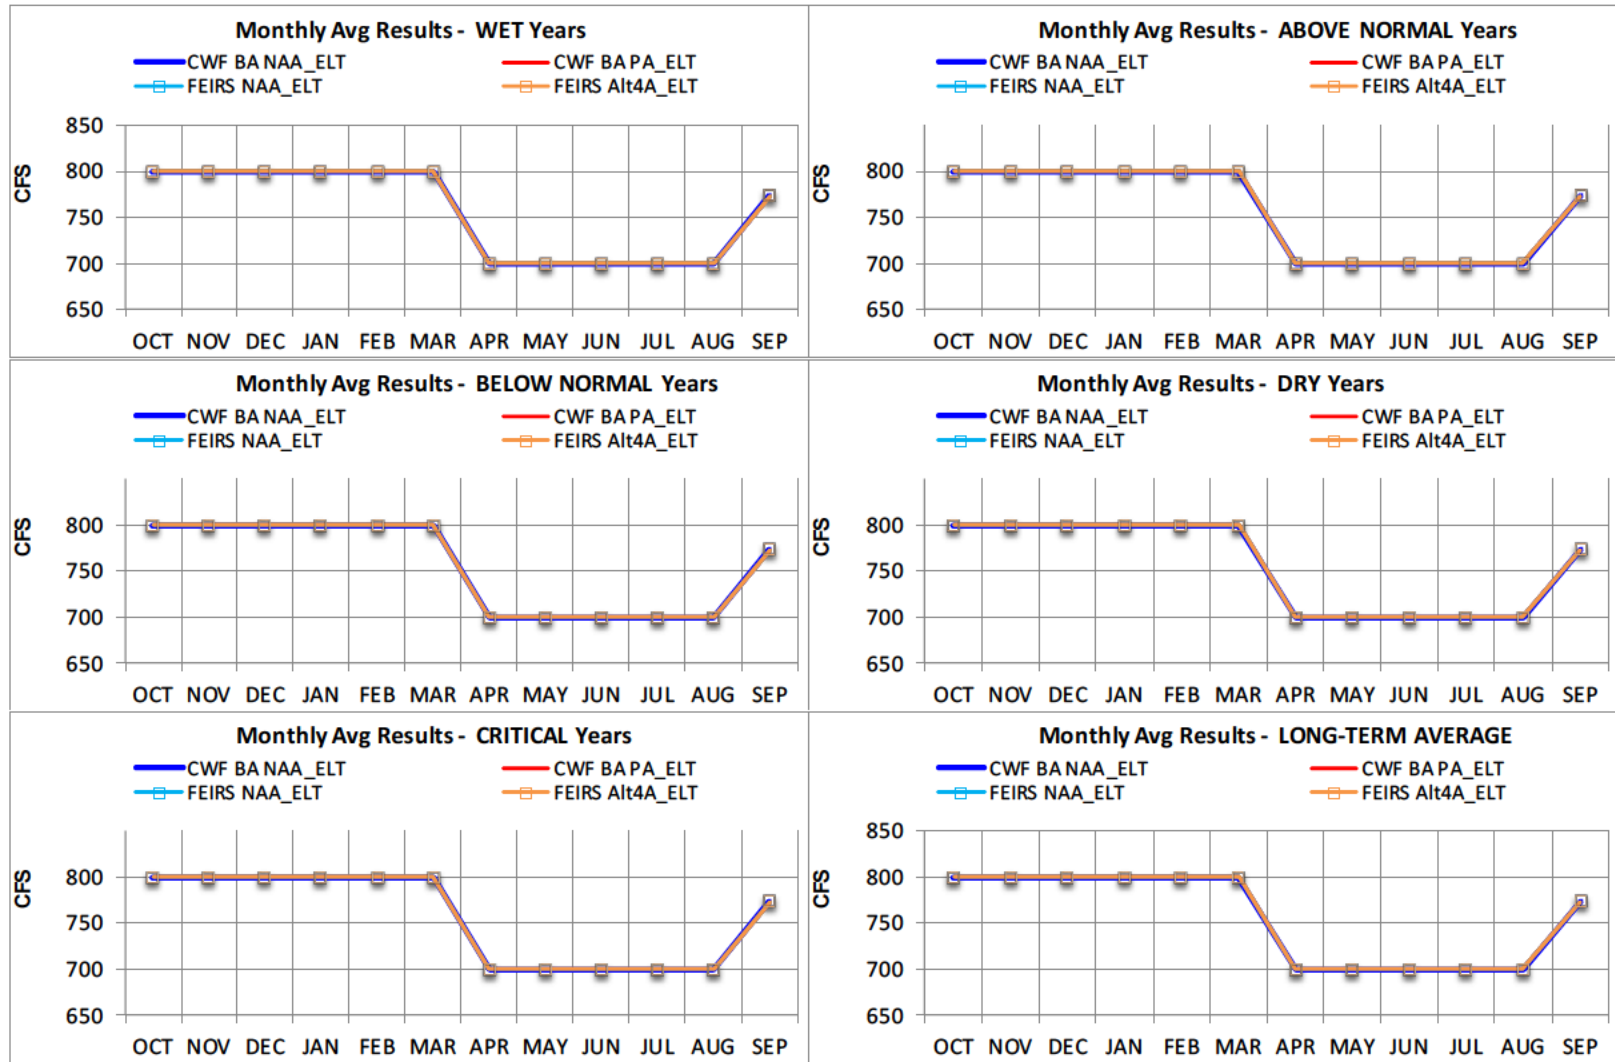 Monthly Avg Results - WET Years
CWF BA NAA_ELT CWF BA PA_ELT
FEIRS NAA_ELT FEIRS Alt4A_ELT
850
800
750
700
650
CFS
OCT NOV DEC JAN FEB MAR APR MAY JUN JUL AUG SEP
Monthly Avg Results - ABOVE NORMAL Years
CWF BA NAA_ELT CWF BA PA_ELT
FEIRS NAA_ELT FEIRS Alt4A_ELT
800
750
700
650
CFS
OCT NOV DEC JAN FEB MAR APR MAY JUN JUL AUG SEP
Monthly Avg Results - BELOW NORMAL Years
CWF BA NAA_ELT CWF BA PA_ELT
FEIRS NAA_ELT FEIRS Alt4A_ELT
800
750
700
650
CFS
OCT NOV DEC JAN FEB MAR APR MAY JUN JUL AUG SEP
Monthly Avg Results - DRY Years
CWF BA NAA_ELT CWF BA PA_ELT
FEIRS NAA_ELT FEIRS Alt4A_ELT
800
750
700
650
CFS
OCT NOV DEC JAN FEB MAR APR MAY JUN JUL AUG SEP
Monthly Avg Results - CRITICAL Years
CWF BA NAA_ELT CWF BA PA_ELT
FEIRS NAA_ELT FEIRS Alt4A_ELT
800
750
700
650
CFS
OCT NOV DEC JAN FEB MAR APR MAY JUN JUL AUG SEP
Monthly Avg Results - LONG-TERM AVERAGE
CWF BA NAA_ELT CWF BA PA_ELT
FEIRS NAA_ELT FEIRS Alt4A_ELT
850
800
750
700
650
CFS
OCT NOV DEC JAN FEB MAR APR MAY JUN JUL AUG SEP